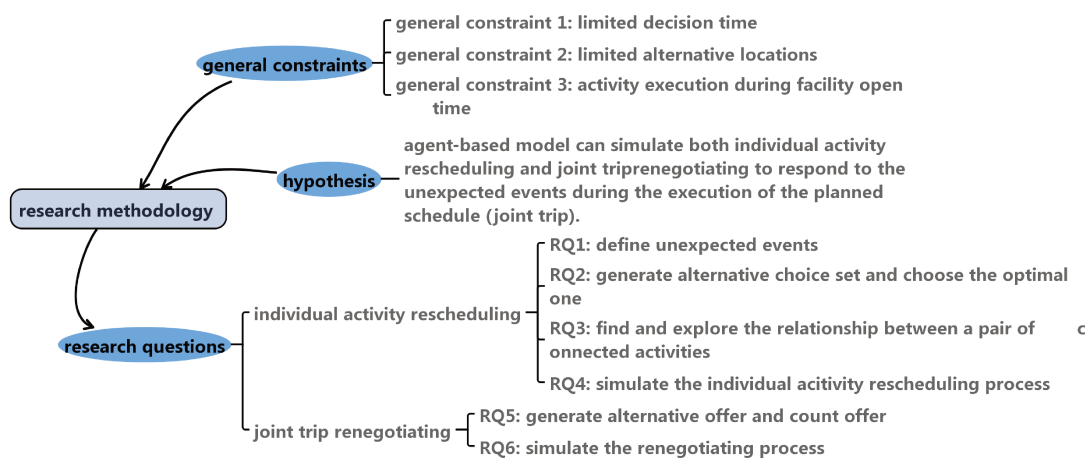 general constraints
general constraint 1: limited decision time
general constraint 2: limited alternative locations
general constraint 3: activity execution during facility open
time
hypothesis
agent-based model can simulate both individual activity
rescheduling and joint triprenegotiating to respond to the
unexpected events during the execution of the planned
schedule (joint trip).
research methodology
research questions
individual activity rescheduling
RQ1: define unexpected events
RQ2: generate alternative choice set and choose the optimal
one
RQ3: find and explore the relationship between a pair of c
onnected activities
RQ4: simulate the individual acitivity rescheduling process
joint trip renegotiating
RQ5: generate alternative offer and count offer
RQ6: simulate the renegotiating process